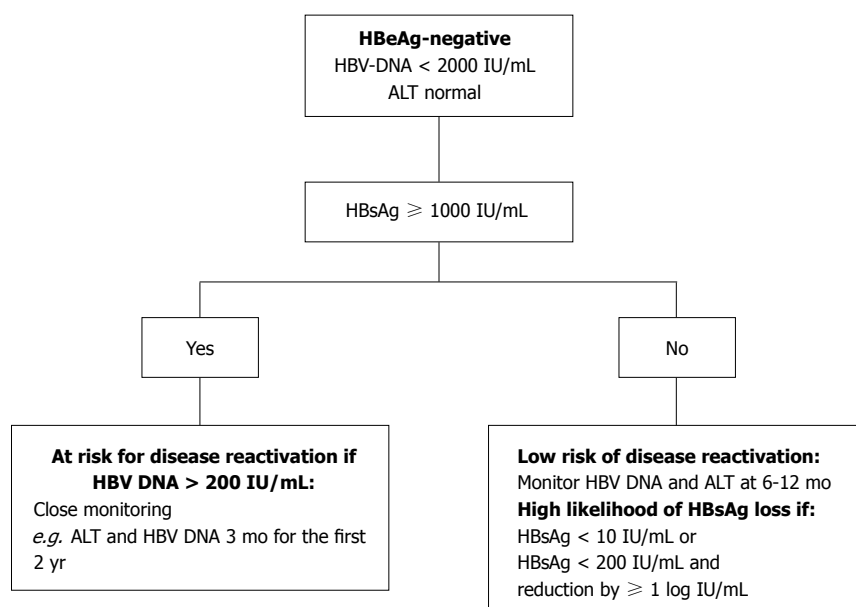 HBeAg-negative
HBV-DNA < 2000 IU/mL
ALT normal
HBsAg ≥ 1000 IU/mL
Yes
No
At risk for disease reactivation if
HBV DNA > 200 IU/mL:
Close monitoring
e.g. ALT and HBV DNA 3 mo for the first
2 yr
Low risk of disease reactivation:
Monitor HBV DNA and ALT at 6-12 mo
High likelihood of HBsAg loss if:
HBsAg < 10 IU/mL or
HBsAg < 200 IU/mL and
reduction by ≥ 1 log IU/mL